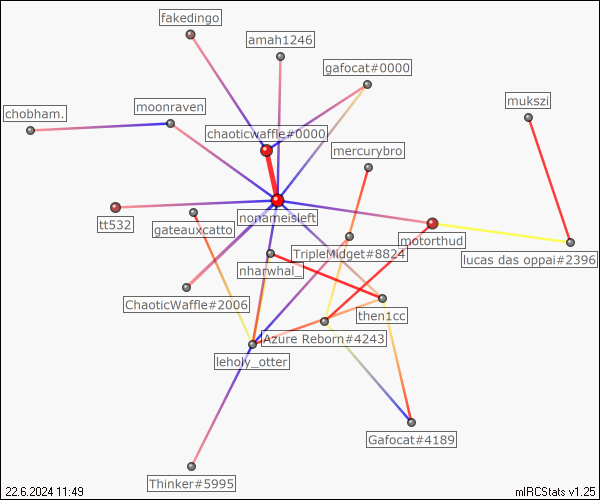 fakedingo
amah1246
gafocat#0000
mukszi
chobham.
moonraven
chaoticwaffle#0000
mercurybro
tt532
nonameisleft
gateauxcatto
motorthud
TripleMidget#8824
lucas das oppai#2396
nharwhal_
ChaoticWaffle#2006
then1cc
Azure Reborn#4243
leholy_otter
Gafocat#4189
Thinker#5995
22.6.2024 11:49
mIRCStats v1.25